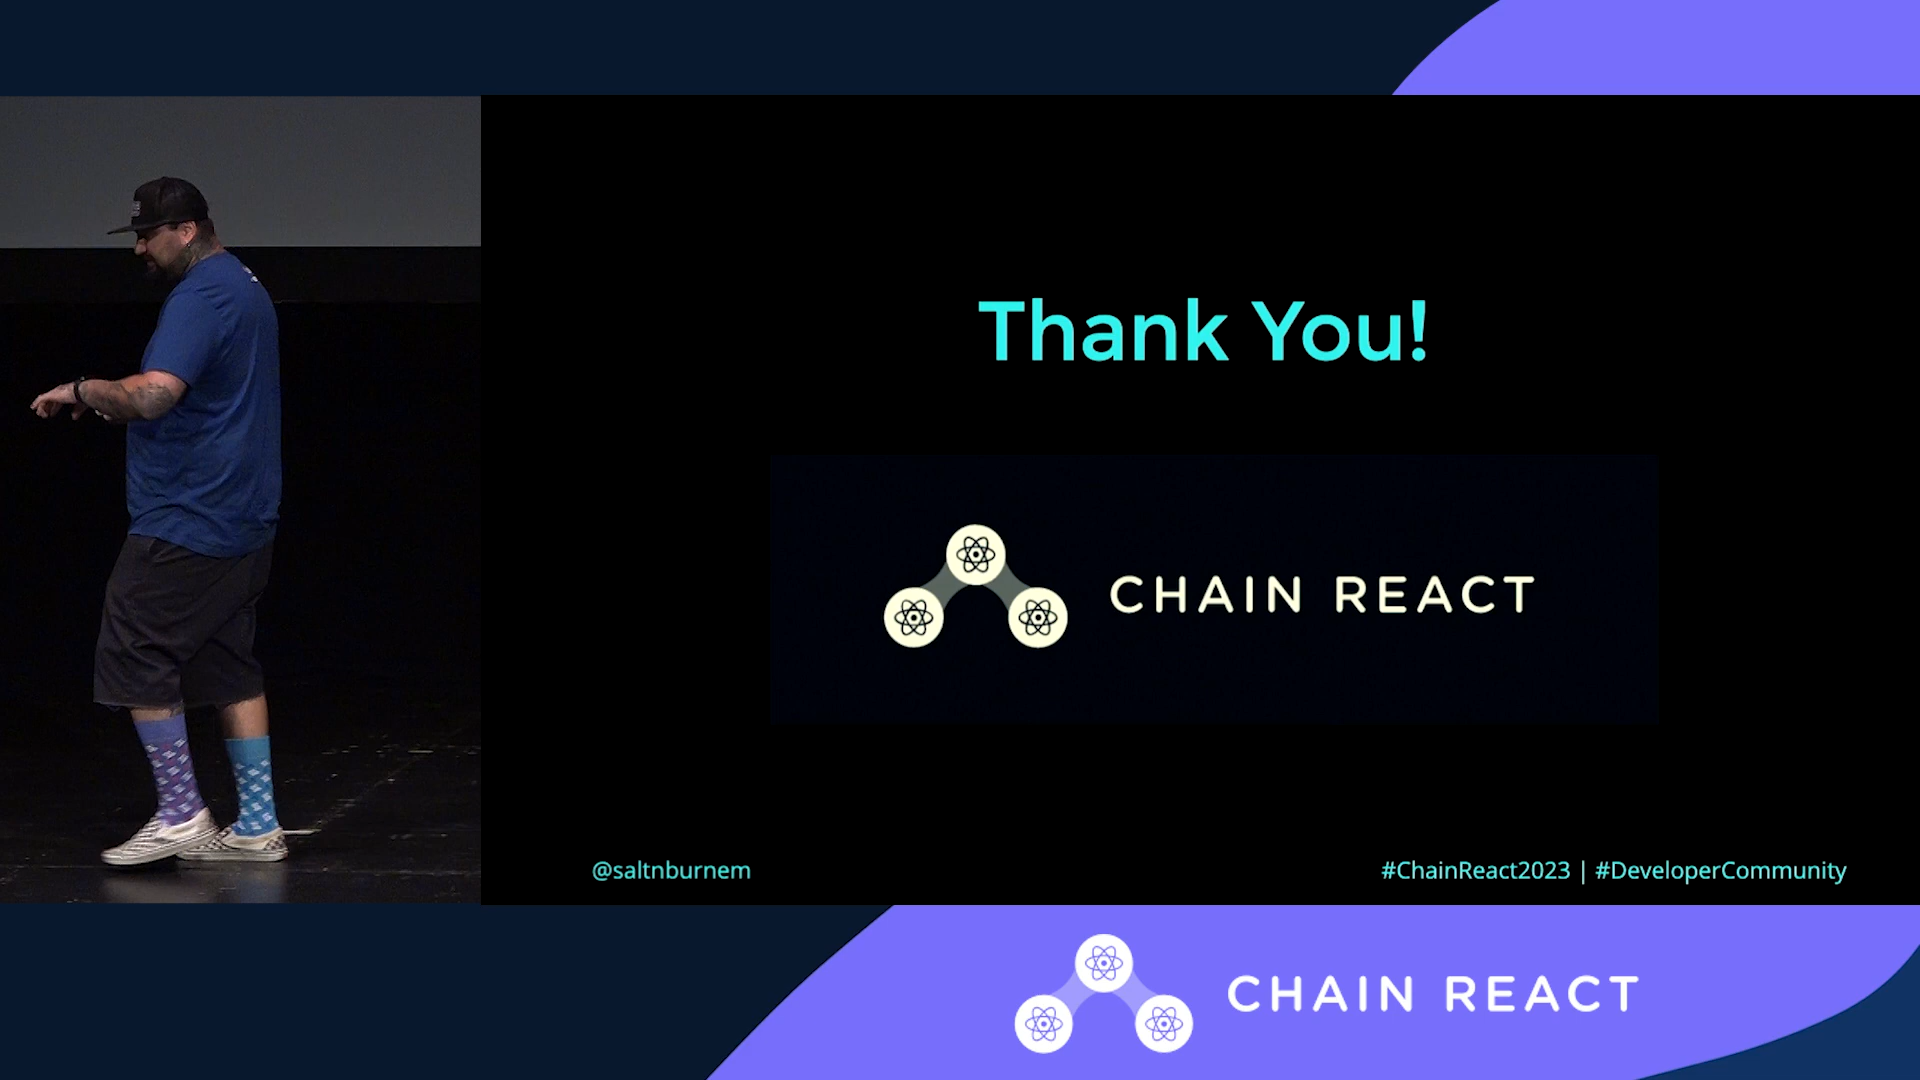 Thank You!
CHAIN REACT
@saltnburnem
#ChainReact2023 | #DeveloperCommunity
CHAIN REACT